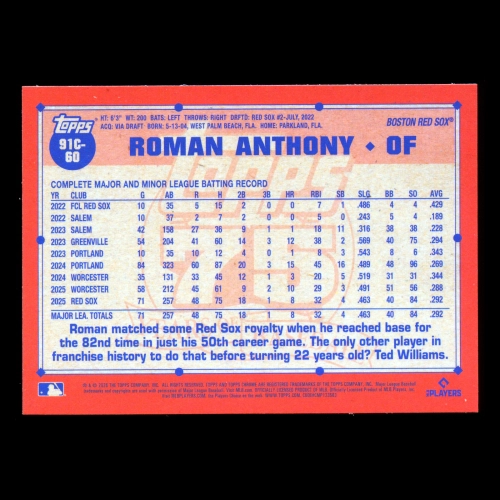 Topps
91C-
60
HT: 6'3" WT: 200 BATS: LEFT THROWS: RIGHT DRFTD: RED SOX #2-JULY, 2022
ACQ: VIA DRAFT BORN: 5-13-04, WEST PALM BEACH, FLA. HOME: PARKLAND, FLA.
BOSTON RED SOX®
ROMAN ANTHONY ♦ OF
COMPLETE MAJOR AND MINOR LEAGUE BATTING RECORD
YR CLUB G AB R H 2B 3B HR RBI SB SLG BB SO AVG
2022 FCL RED SOX 10 35 5 15 2 0 0 7 1 .486 4 4 .429
2022 SALEM 10 37 2 7 2 0 0 5 0 .243 5 4 .189
2023 SALEM 42 158 27 36 9 1 1 18 11 .316 38 38 .228
2023 GREENVILLE 54 204 41 60 14 3 12 38 2 .569 40 75 .294
2023 PORTLAND 10 35 10 12 4 0 1 8 3 .543 8 6 .343
2024 PORTLAND 84 323 60 87 20 3 15 45 16 .489 48 96 .269
2024 WORCESTER 35 131 33 45 12 1 3 20 5 .519 31 31 .344
2025 WORCESTER 58 212 45 61 10 2 10 29 3 .491 51 56 .288
2025 RED SOX 71 257 48 75 18 1 8 32 4 .463 40 84 .292
MAJOR LEA. TOTALS 71 257 48 75 18 1 8 32 4 .463 40 84 .292
Roman matched some Red Sox royalty when he reached base for
the 82nd time in just his 50th career game. The only other player in
franchise history to do that before turning 22 years old? Ted Williams.
PLAYERS